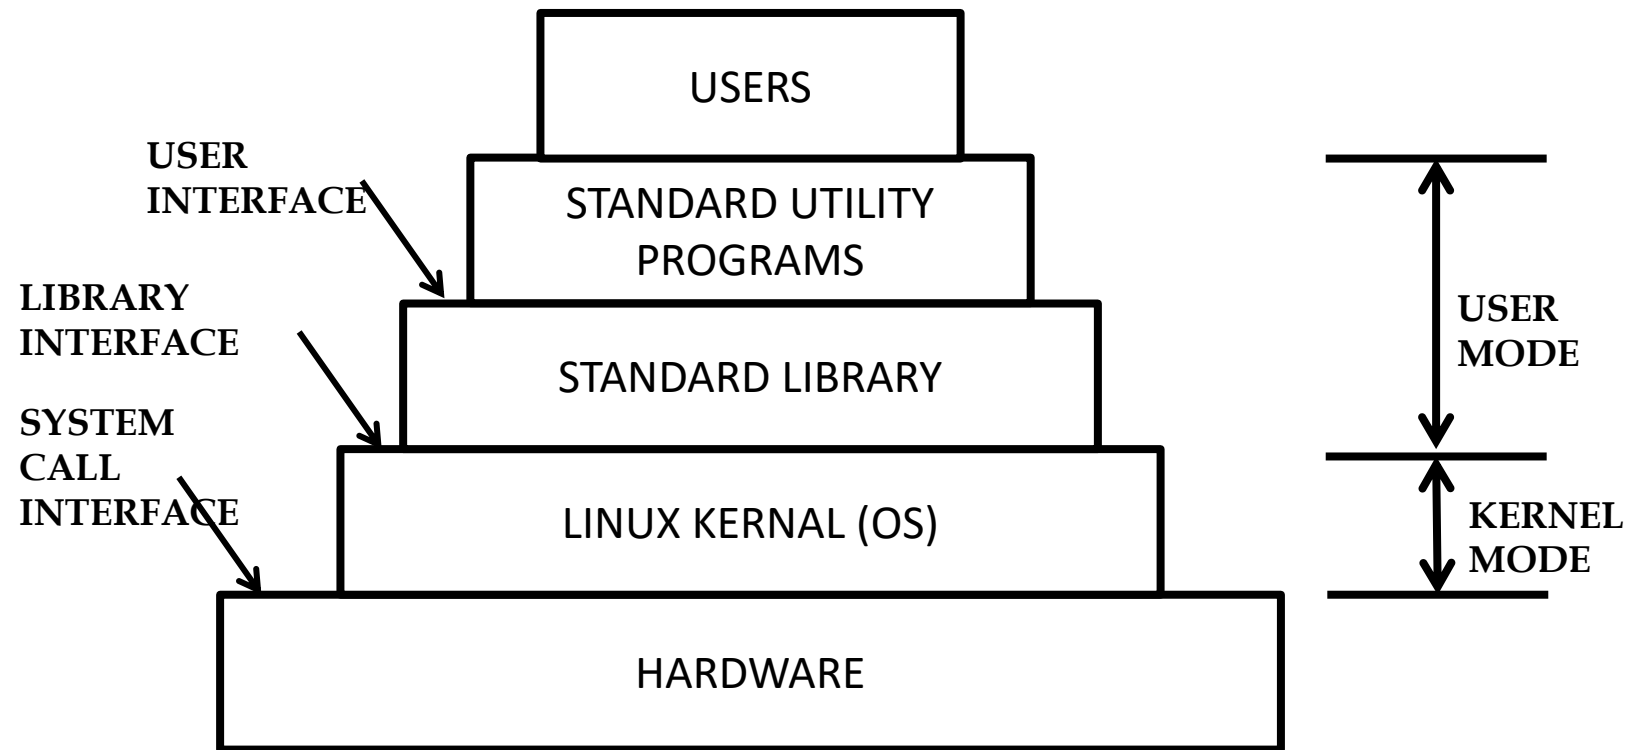 USERS
USER
INTERFACE
STANDARD UTILITY
PROGRAMS
LIBRARY
INTERFACE
USER
MODE
STANDARD LIBRARY
SYSTEM
CALL
INTERFACE
LINUX KERNAL (OS)
KERNEL
MODE
HARDWARE